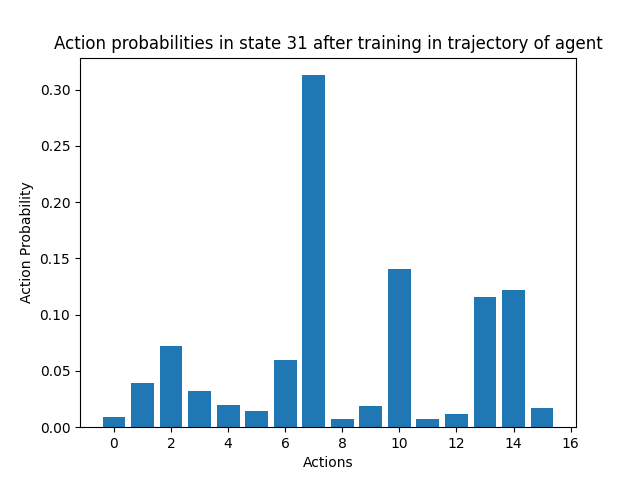 Action probabilities in state 31 after training in trajectory of agent
0.30
0.25
0.20
0.15
0.10
0.05
0.00
Action Probability
0 2 4 6 8 10 12 14 16
Actions